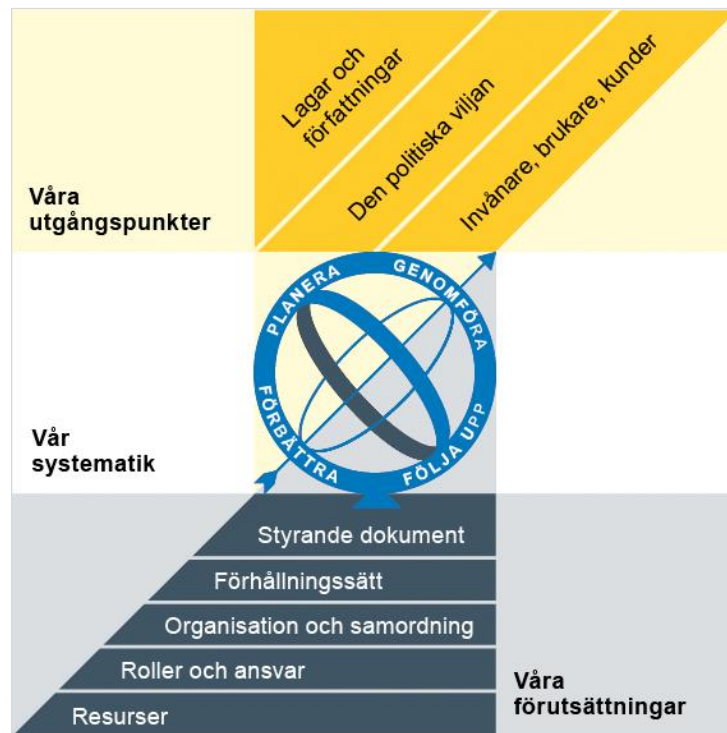 Lagar och
författningar
Den politiska viljan
Invånare, brukare, kunder
Våra
utgångspunkter
PLANERA
GENOMFÖRA
FÖLJA UPP
FÖRBÄTTRA
Vår
systematik
Styrande dokument
Förhållningssätt
Organisation och samordning
Roller och ansvar
Resurser
Våra
förutsättningar